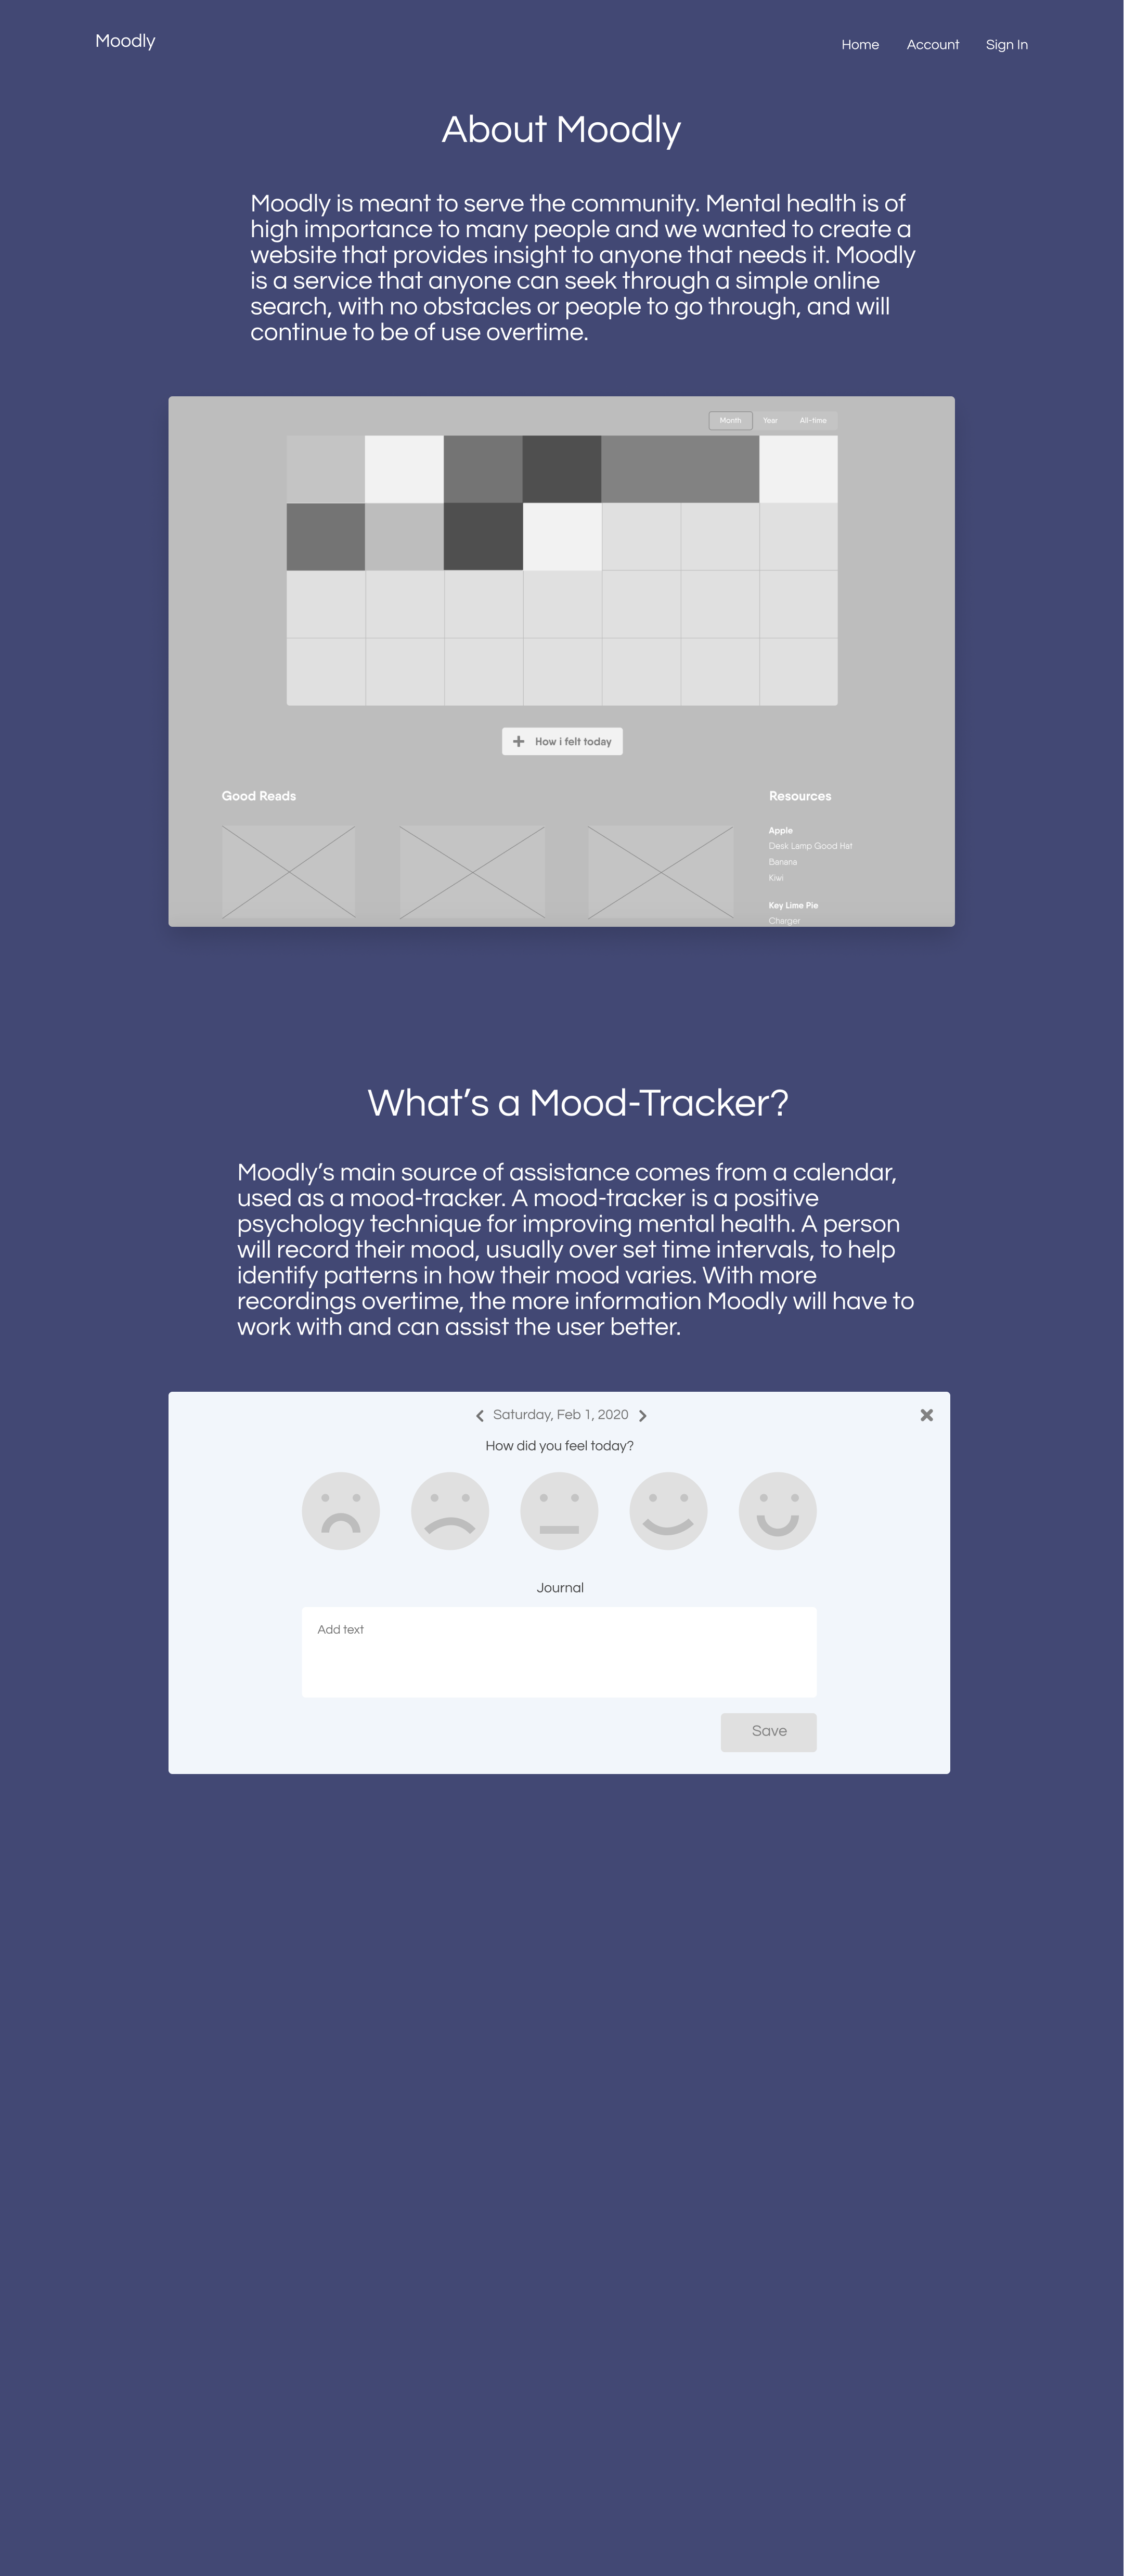 Moodly
Home Account Sign In
About Moodly
Moodly is meant to serve the community. Mental health is of
high importance to many people and we wanted to create a
website that provides insight to anyone that needs it. Moodly
is a service that anyone can seek through a simple online
search, with no obstacles or people to go through, and will
continue to be of use overtime.
Month Year All-time
How i felt today
Good Reads
Resources
Apple
Desk Lamp Good Hat
Banana
Kiwi
Key Lime Pie
Charger
What’s a Mood-Tracker?
Moodly’s main source of assistance comes from a calendar,
used as a mood-tracker. A mood-tracker is a positive
psychology technique for improving mental health. A person
will record their mood, usually over set time intervals, to help
identify patterns in how their mood varies. With more
recordings overtime, the more information Moodly will have to
work with and can assist the user better.
Saturday, Feb 1, 2020
How did you feel today?
Journal
Add text
Save